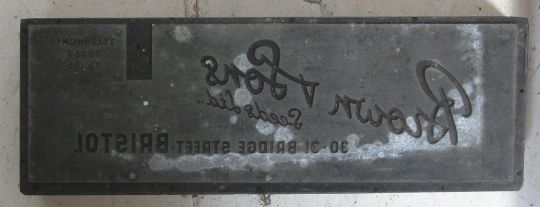 Brown & Sons
Seeds Ltd.
30·31 BRIDGE STREET·BRISTOL
TELEPHONES